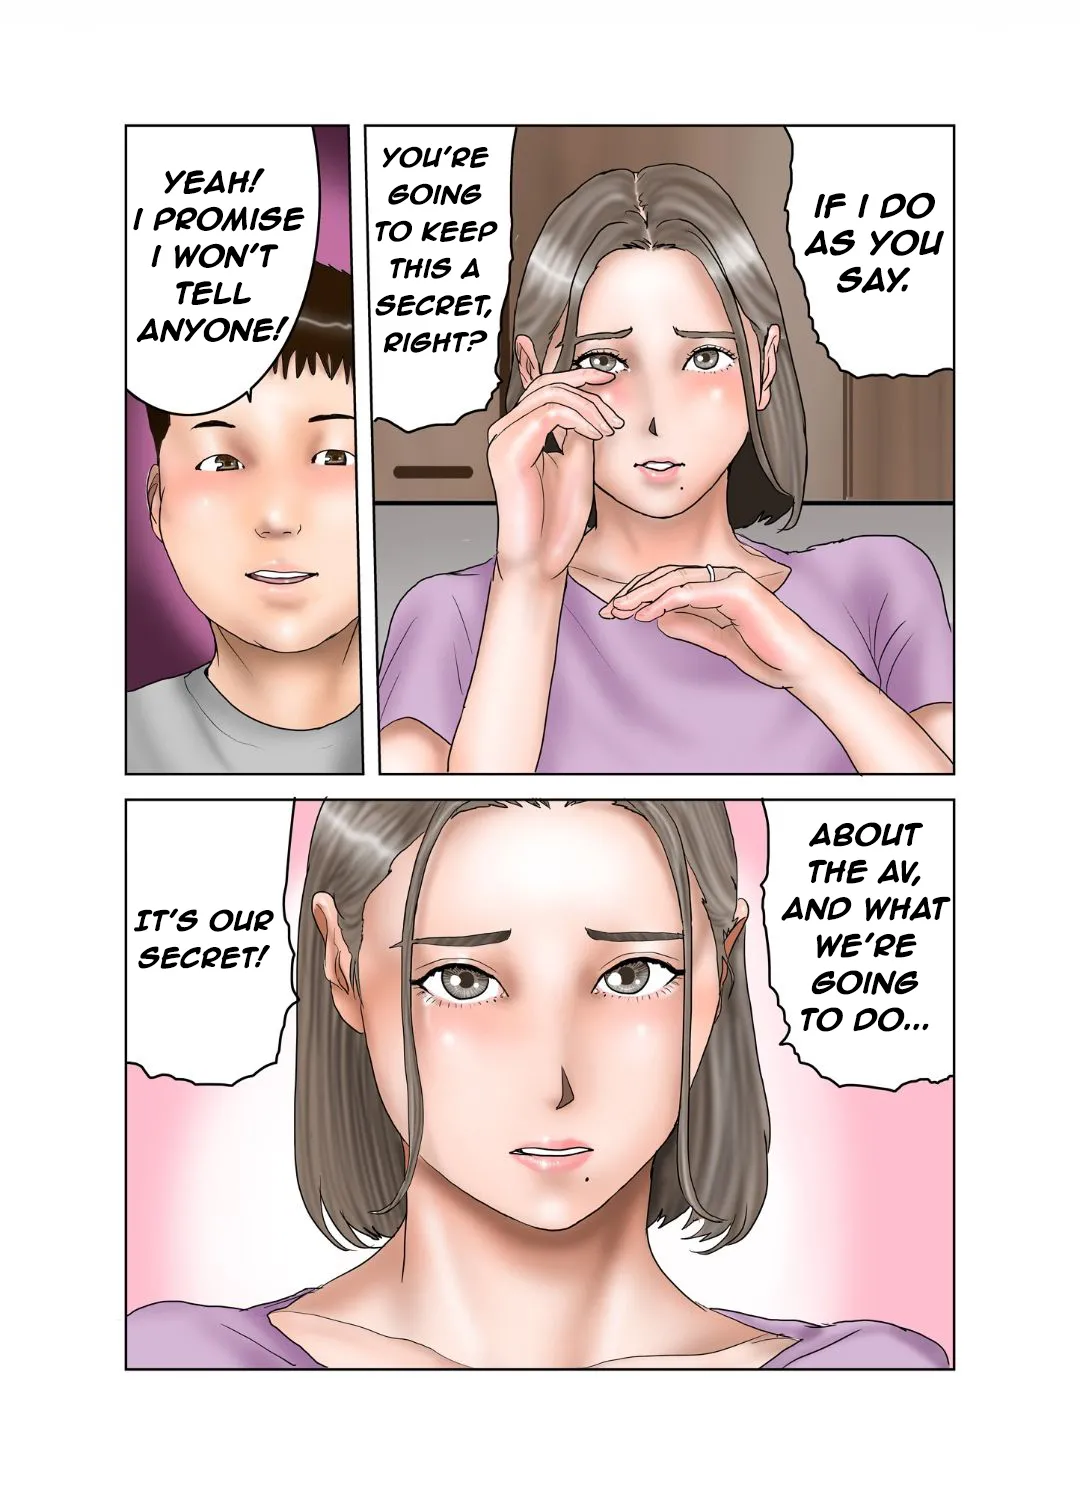 IF I DO
AS YOU
SAY.
YOU'RE
GOING
TO KEEP
THIS A
SECRET,
RIGHT?
YEAH!
I PROMISE
I WON'T
TELL
ANYONE!
ABOUT
THE AV,
AND WHAT
WE'RE
GOING
TO DO...
IT'S OUR
SECRET!